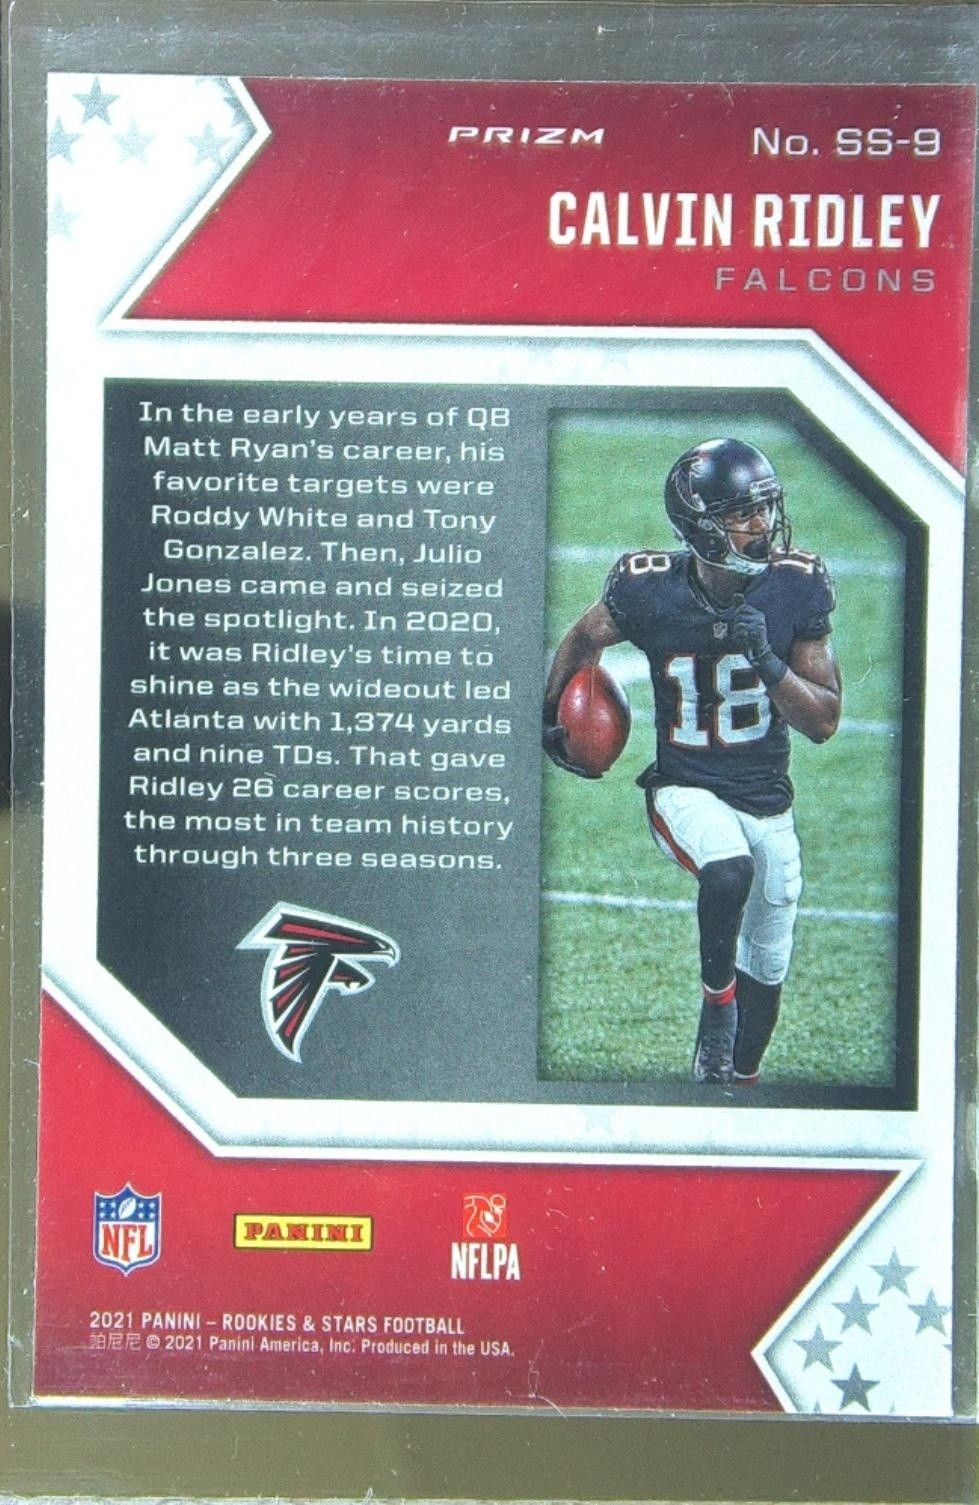 PRIZM
No. SS-9
CALVIN RIDLEY
FALCONS
In the early years of QB
Matt Ryan's career, his
favorite targets were
Roddy White and Tony
Gonzalez. Then, Julio
Jones came and seized
the spotlight. In 2020,
it was Ridley's time to
shine as the wideout led
Atlanta with 1,374 yards
and nine TDs. That gave
Ridley 26 career scores,
the most in team history
through three seasons.
18
18
18
NFL
PANINI
NFLPA
2021 PANINI – ROOKIES & STARS FOOTBALL
帕尼尼 © 2021 Panini America, Inc. Produced in the USA.